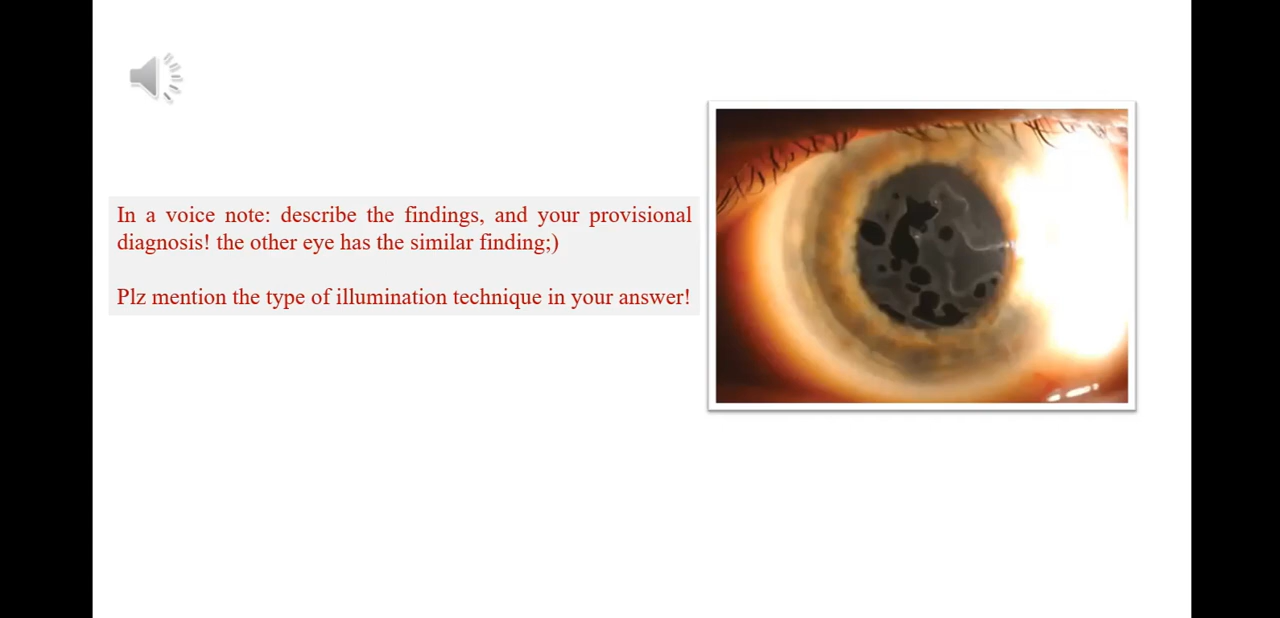 In a voice note: describe the findings, and your provisional
diagnosis! the other eye has the similar finding;)
Plz mention the type of illumination technique in your answer!